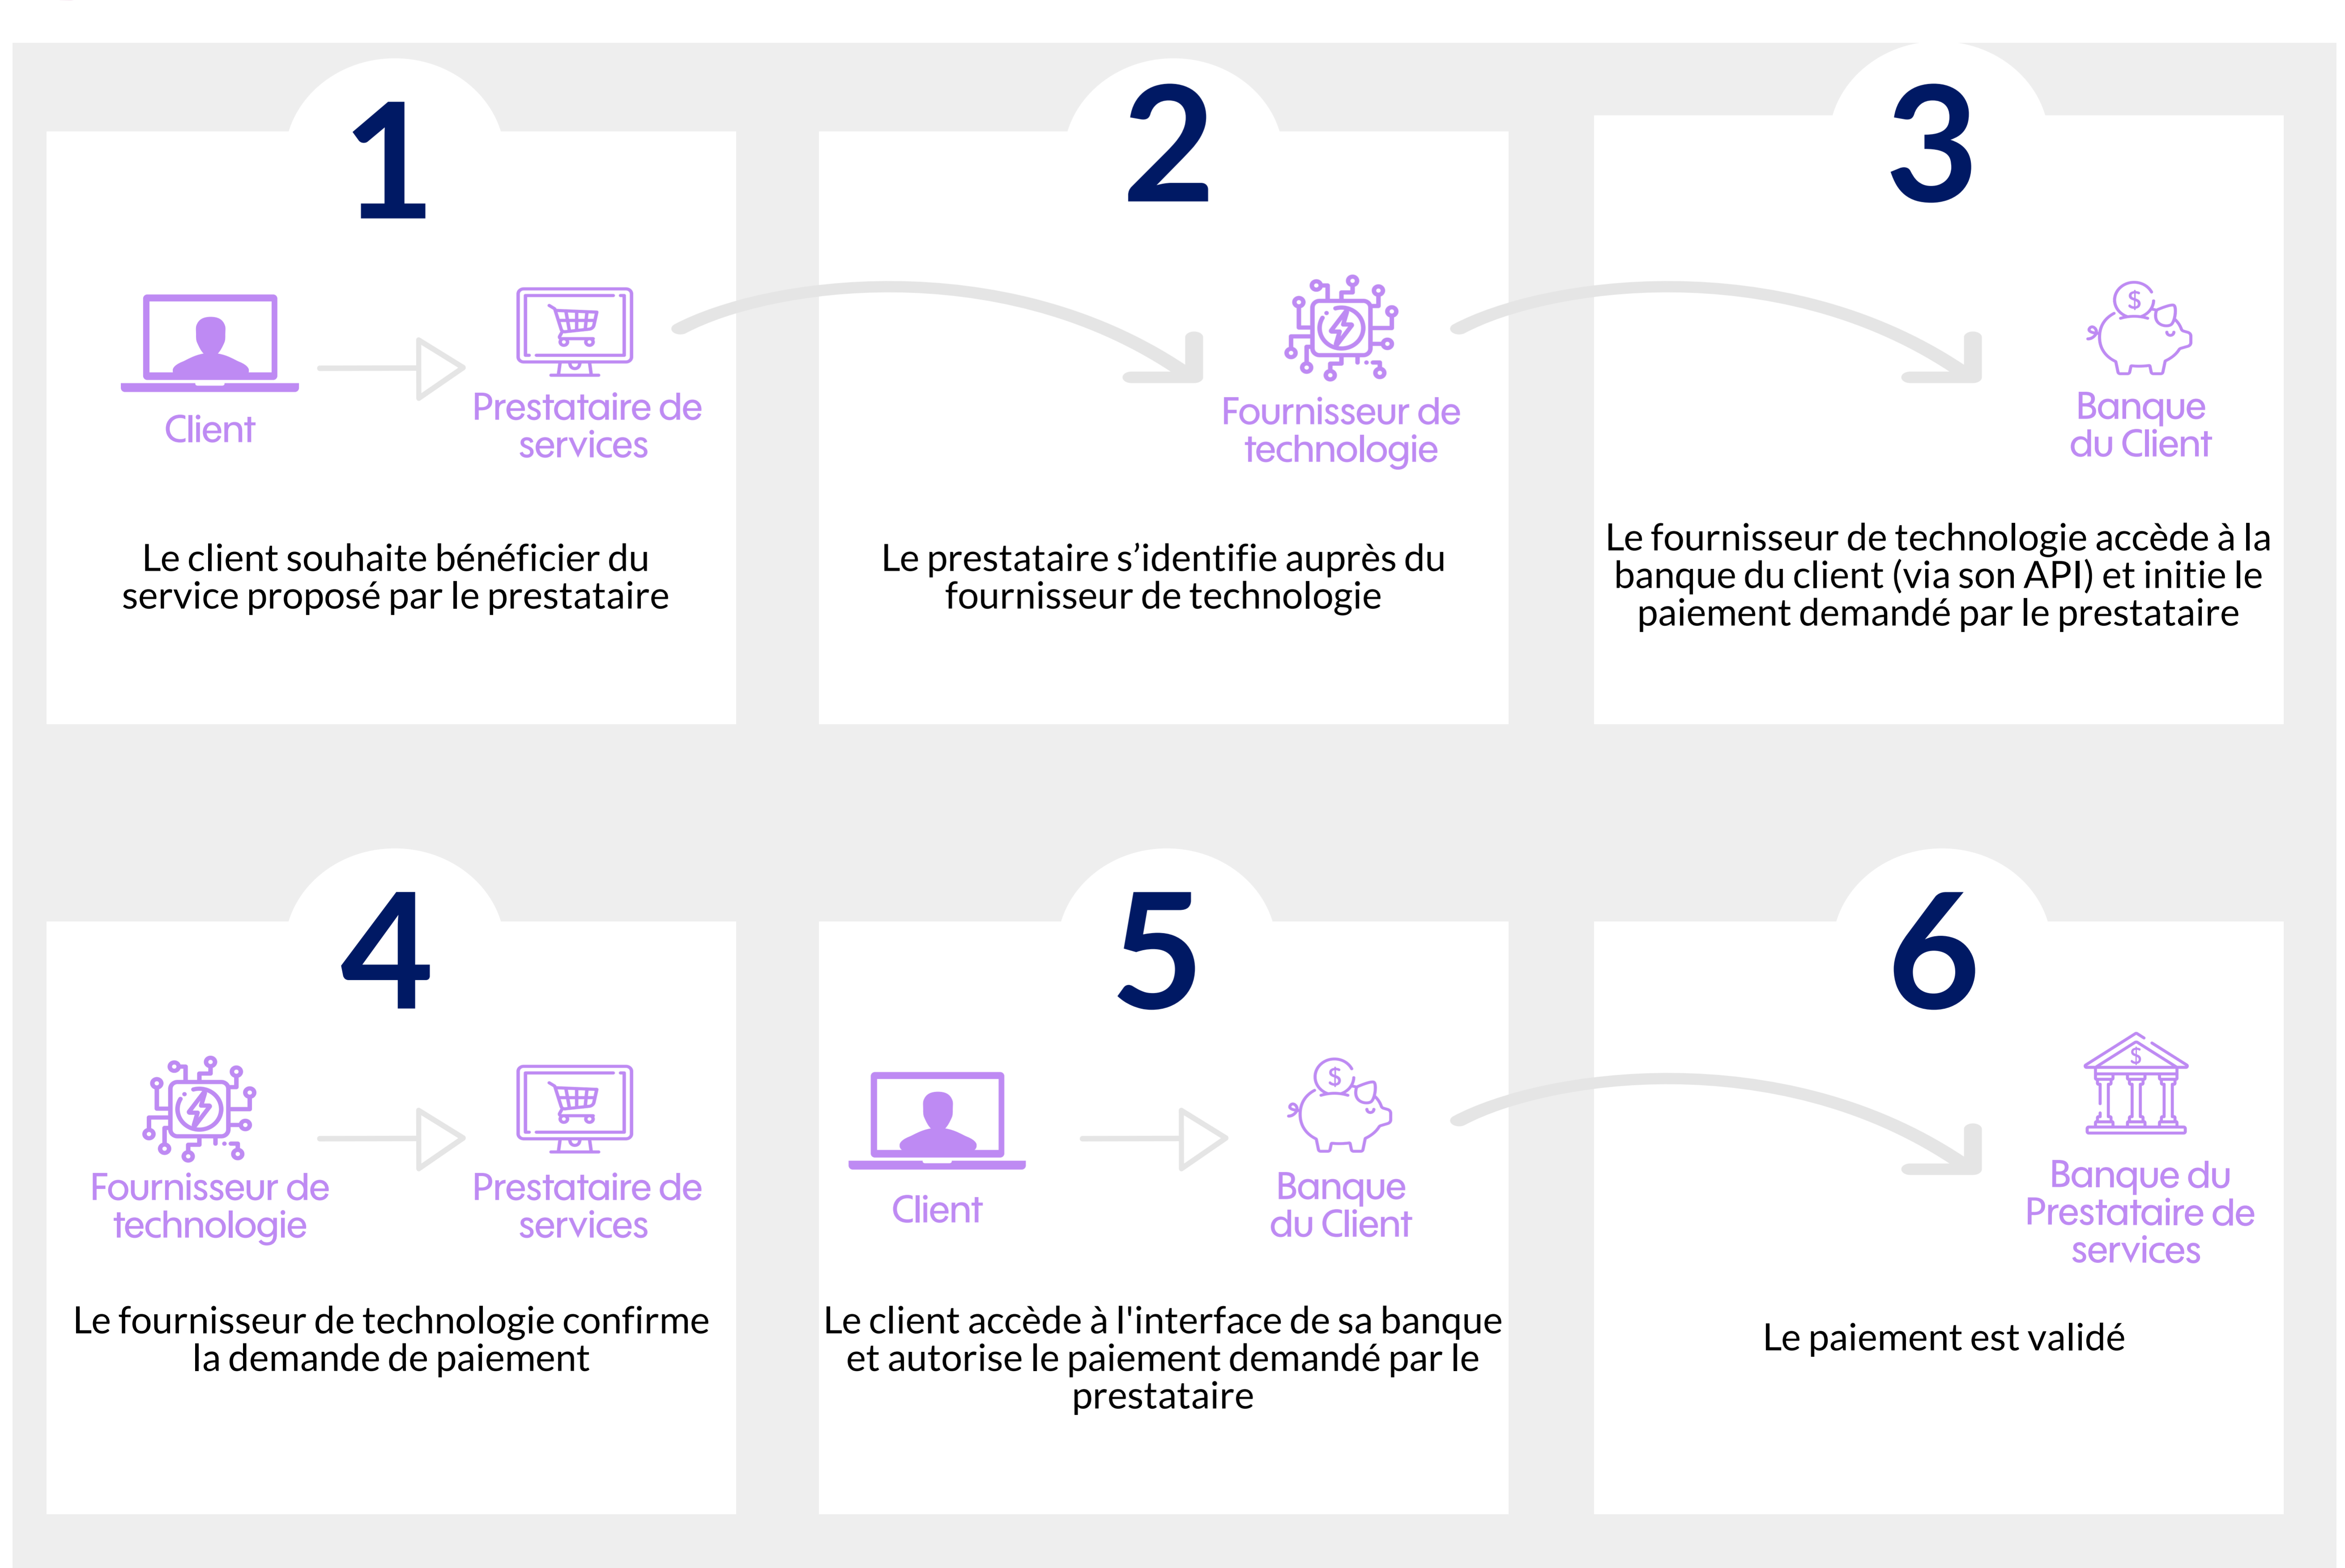 1
Client
Prestataire de
services
Le client souhaite bénéficier du
service proposé par le prestataire
2
Fournisseur de
technologie
Le prestataire s’identifie auprès du
fournisseur de technologie
3
$
Banque
du Client
Le fournisseur de technologie accède à la
banque du client (via son API) et initie le
paiement demandé par le prestataire
4
Fournisseur de
technologie
Prestataire de
services
Le fournisseur de technologie confirme
la demande de paiement
5
Client
$
Banque
du Client
Le client accède à l'interface de sa banque
et autorise le paiement demandé par le
prestataire
6
$
Banque du
Prestataire de
services
Le paiement est validé